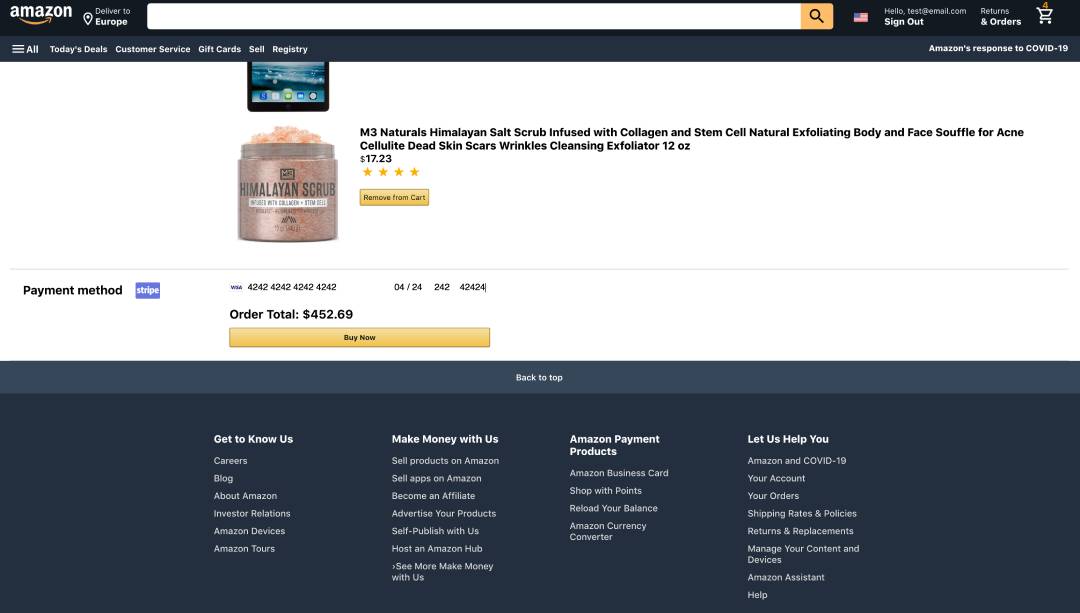 amazon
Deliver to
Europe
Hello, test@email.com
Sign Out
Returns
& Orders
4
All
Today's Deals
Customer Service
Gift Cards
Sell
Registry
Amazon's response to COVID-19
M3 Naturals Himalayan Salt Scrub Infused with Collagen and Stem Cell Natural Exfoliating Body and Face Souffle for Acne
Cellulite Dead Skin Scars Wrinkles Cleansing Exfoliator 12 oz
$17.23
Remove from Cart
M3
HIMALAYAN SCRUB
INFUSED WITH COLLAGEN + STEM CELL
Payment method
stripe
VISA
4242 4242 4242 4242
04 / 24
242
42424
Order Total: $452.69
Buy Now
Back to top
Get to Know Us
Careers
Blog
About Amazon
Investor Relations
Amazon Devices
Amazon Tours
Make Money with Us
Sell products on Amazon
Sell apps on Amazon
Become an Affiliate
Advertise Your Products
Self-Publish with Us
Host an Amazon Hub
›See More Make Money
with Us
Amazon Payment
Products
Amazon Business Card
Shop with Points
Reload Your Balance
Amazon Currency
Converter
Let Us Help You
Amazon and COVID-19
Your Account
Your Orders
Shipping Rates & Policies
Returns & Replacements
Manage Your Content and
Devices
Amazon Assistant
Help